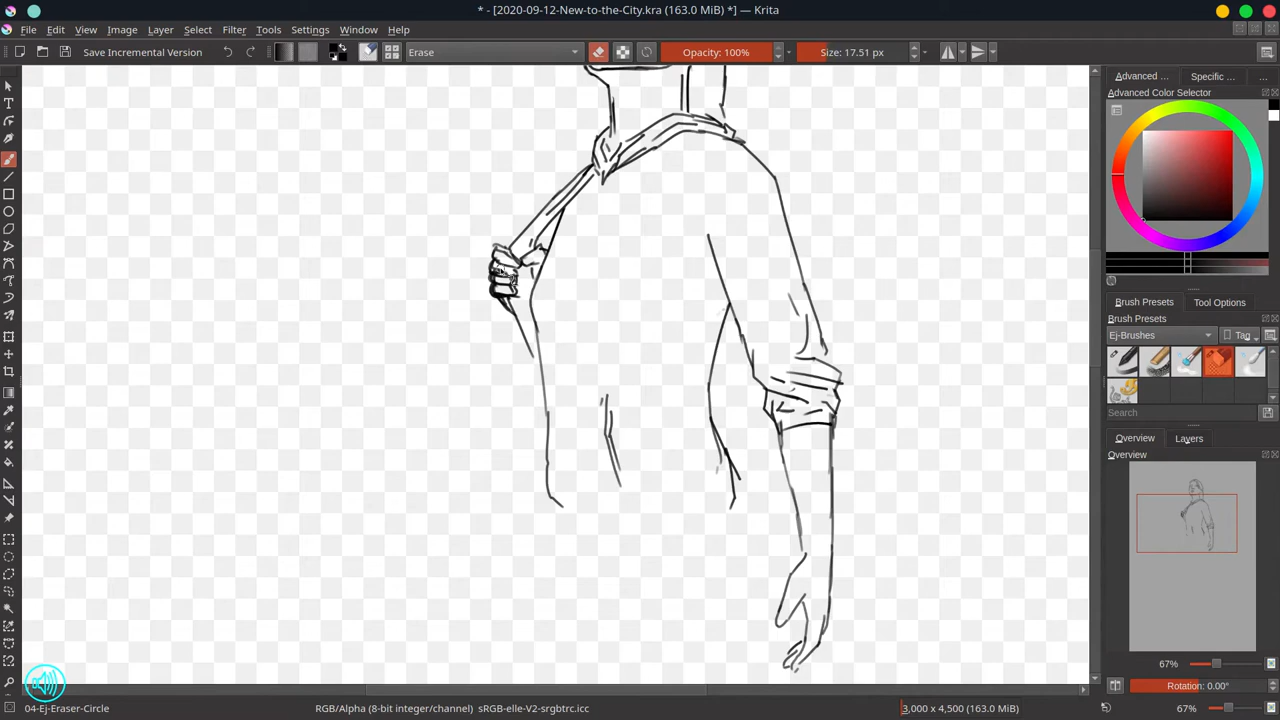 * - [2020-09-12-New-to-the-City.kra (163.0 MiB) *] — Krita
File Edit View Image Layer Select Filter Tools Settings Window Help
Save Incremental Version Erase Opacity: 100% Size: 17.51 px
Advanced ... Specific ... ...
Advanced Color Selector
Brush Presets Tool Options
Brush Presets
Ej-Brushes Tag
Search
Overview Layers
Overview
67%
Rotation: 0.00°
04-Ej-Eraser-Circle RGB/Alpha (8-bit integer/channel) sRGB-elle-V2-srgbtrc.icc 3,000 x 4,500 (163.0 MiB) 67%